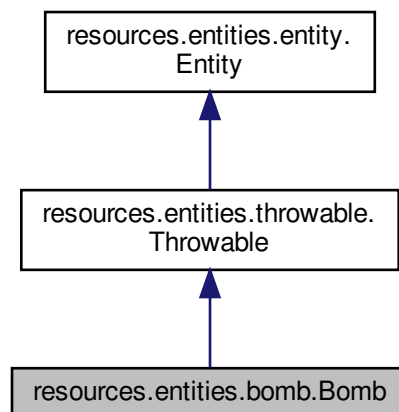 resources.entities.entity.
Entity
resources.entities.throwable.
Throwable
resources.entities.bomb.Bomb